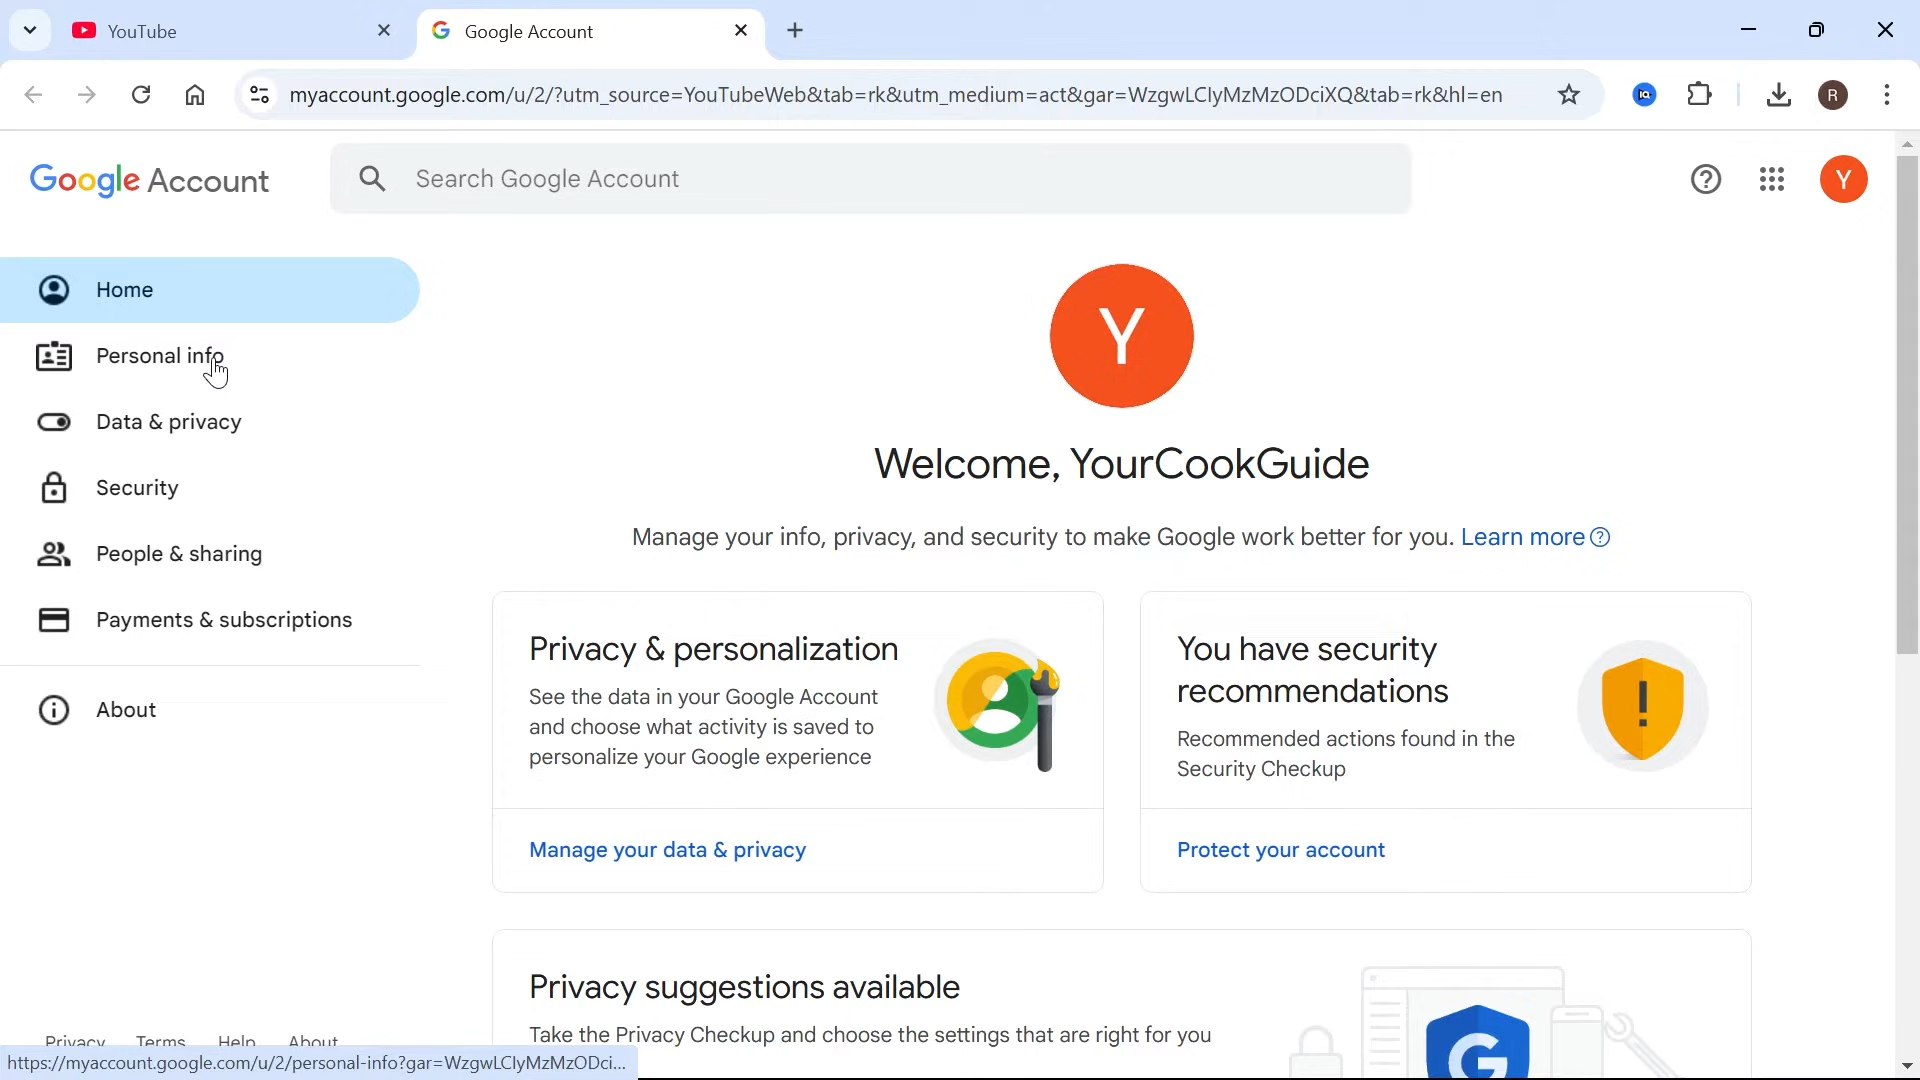 YouTube
Google Account
myaccount.google.com/u/2/?utm_source=YouTubeWeb&tab=rk&utm_medium=act&gar=WzgwLCIyMzMzODciXQ&tab=rk&hl=en
R
Google Account
Search Google Account
Y
Home
Personal info
Data & privacy
Security
People & sharing
Payments & subscriptions
About
Y
Welcome, YourCookGuide
Manage your info, privacy, and security to make Google work better for you. Learn more
Privacy & personalization
See the data in your Google Account
and choose what activity is saved to
personalize your Google experience
Manage your data & privacy
You have security
recommendations
Recommended actions found in the
Security Checkup
Protect your account
Privacy suggestions available
Take the Privacy Checkup and choose the settings that are right for you
G
Privacy Terms Help About
https://myaccount.google.com/u/2/personal-info?gar=WzgwLCIyMzMzODci...